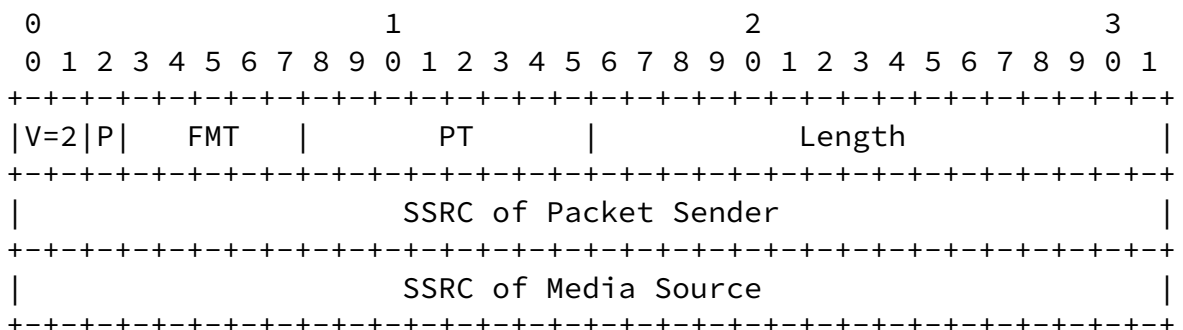 0                   1                   2                   3
 0 1 2 3 4 5 6 7 8 9 0 1 2 3 4 5 6 7 8 9 0 1 2 3 4 5 6 7 8 9 0 1
+-+-+-+-+-+-+-+-+-+-+-+-+-+-+-+-+-+-+-+-+-+-+-+-+-+-+-+-+-+-+-+-+
|V=2|P|   FMT   |       PT      |           Length              |
+-+-+-+-+-+-+-+-+-+-+-+-+-+-+-+-+-+-+-+-+-+-+-+-+-+-+-+-+-+-+-+-+
|                     SSRC of Packet Sender                     |
+-+-+-+-+-+-+-+-+-+-+-+-+-+-+-+-+-+-+-+-+-+-+-+-+-+-+-+-+-+-+-+-+
|                     SSRC of Media Source                      |
+-+-+-+-+-+-+-+-+-+-+-+-+-+-+-+-+-+-+-+-+-+-+-+-+-+-+-+-+-+-+-+-+